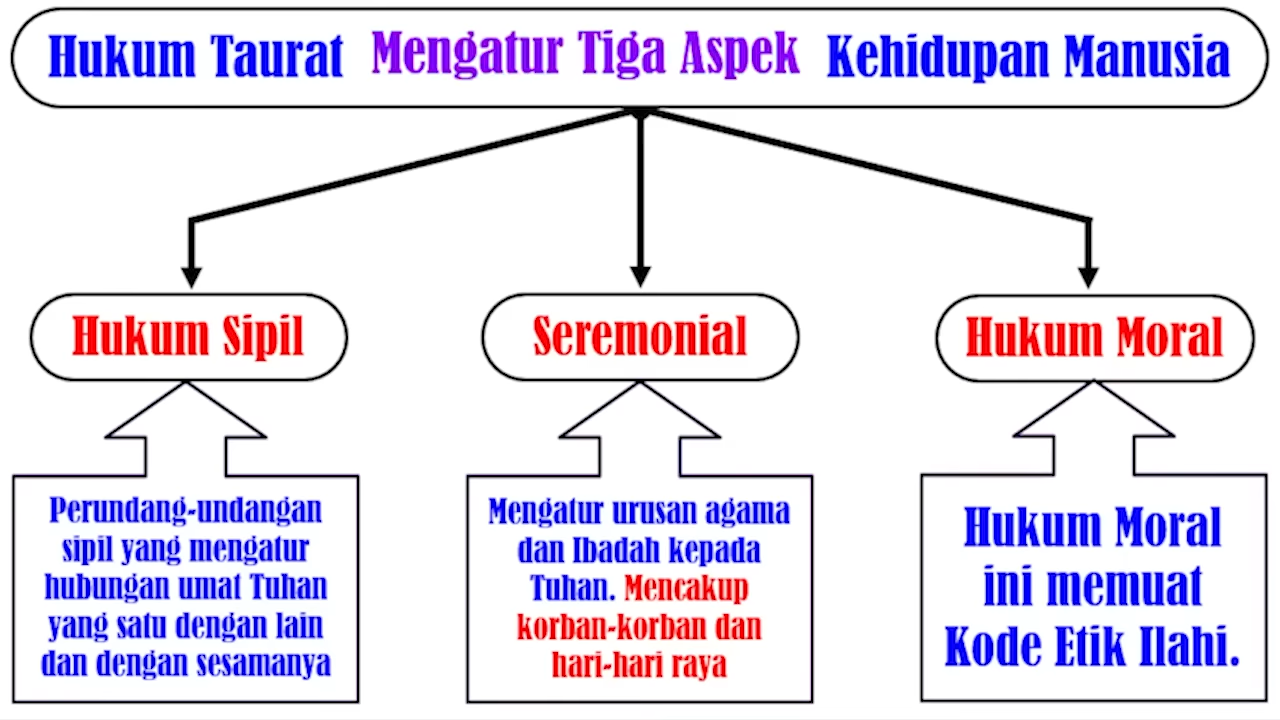 Hukum Taurat Mengatur Tiga Aspek Kehidupan Manusia
Hukum Sipil
Seremonial
Hukum Moral
Perundang-undangan
sipil yang mengatur
hubungan umat Tuhan
yang satu dengan lain
dan dengan sesamanya
Mengatur urusan agama
dan Ibadah kepada
Tuhan. Mencakup
korban-korban dan
hari-hari raya
Hukum Moral
ini memuat
Kode Etik Ilahi.